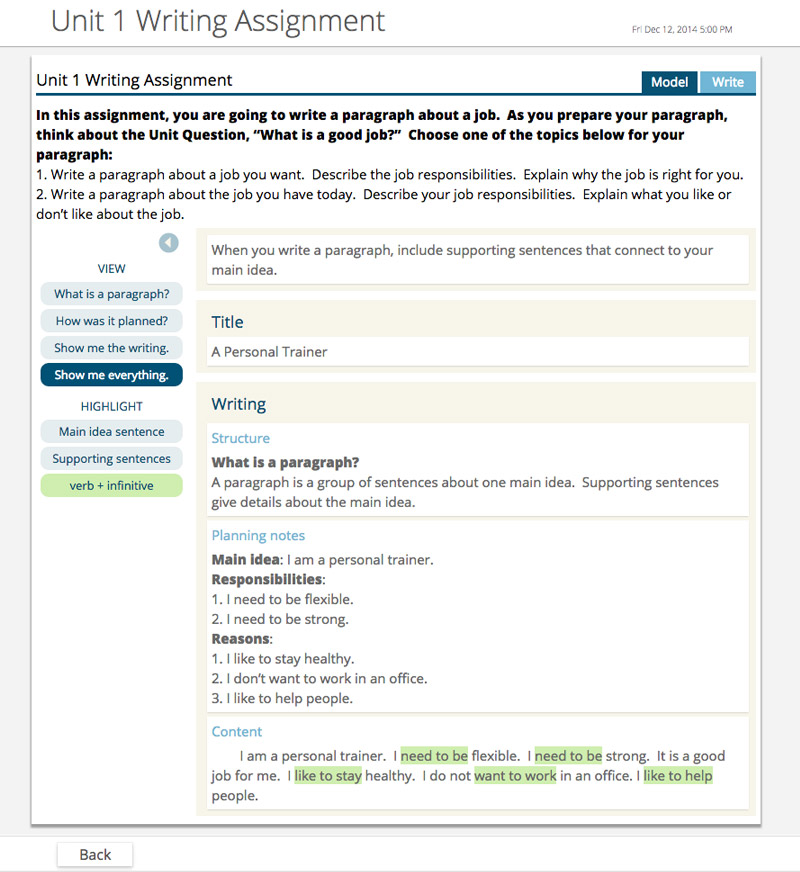 Unit 1 Writing Assignment
Fri Dec 12, 2014 5:00 PM
Unit 1 Writing Assignment
Model
Write
In this assignment, you are going to write a paragraph about a job. As you prepare your paragraph,
think about the Unit Question, “What is a good job?” Choose one of the topics below for your
paragraph:
1. Write a paragraph about a job you want. Describe the job responsibilities. Explain why the job is right for you.
2. Write a paragraph about the job you have today. Describe your job responsibilities. Explain what you like or
don’t like about the job.
VIEW
What is a paragraph?
How was it planned?
Show me the writing.
Show me everything.
HIGHLIGHT
Main idea sentence
Supporting sentences
verb + infinitive
When you write a paragraph, include supporting sentences that connect to your
main idea.
Title
A Personal Trainer
Writing
Structure
What is a paragraph?
A paragraph is a group of sentences about one main idea. Supporting sentences
give details about the main idea.
Planning notes
Main idea: I am a personal trainer.
Responsibilities:
1. I need to be flexible.
2. I need to be strong.
Reasons:
1. I like to stay healthy.
2. I don’t want to work in an office.
3. I like to help people.
Content
I am a personal trainer. I need to be flexible. I need to be strong. It is a good
job for me. I like to stay healthy. I do not want to work in an office. I like to help
people.
Back